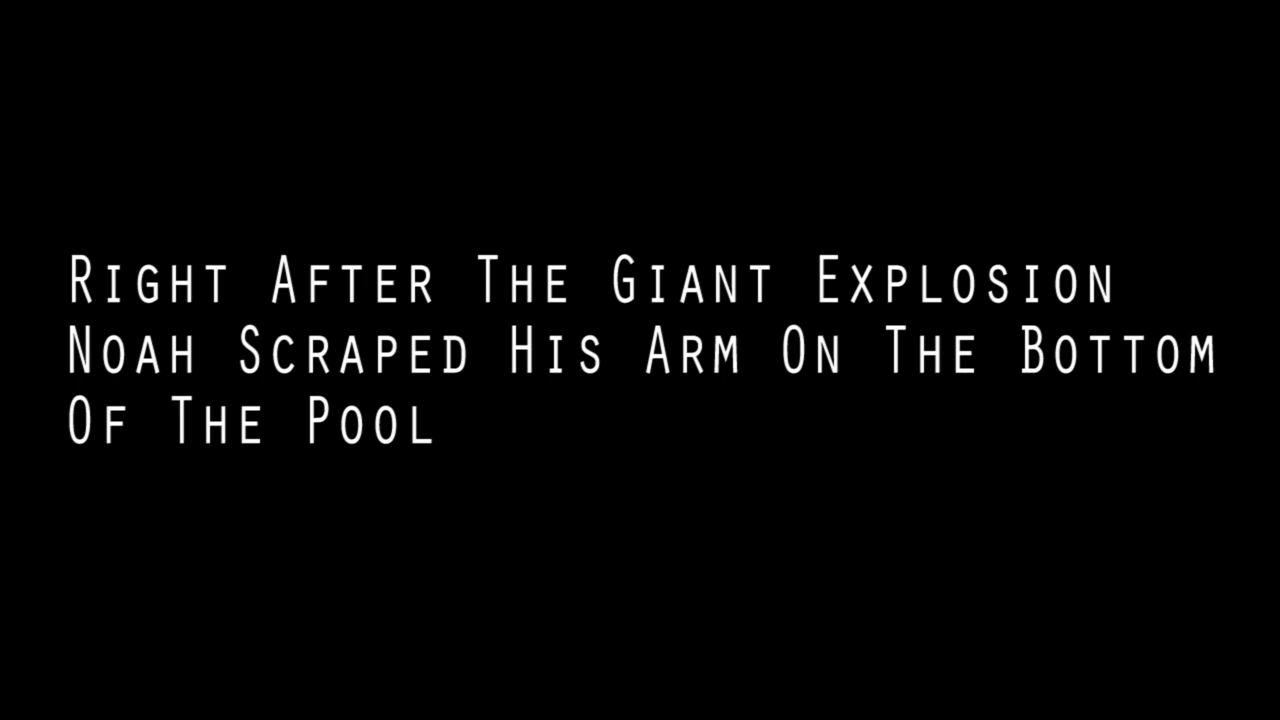 Right After The Giant Explosion
Noah Scraped His Arm On The Bottom
Of The Pool